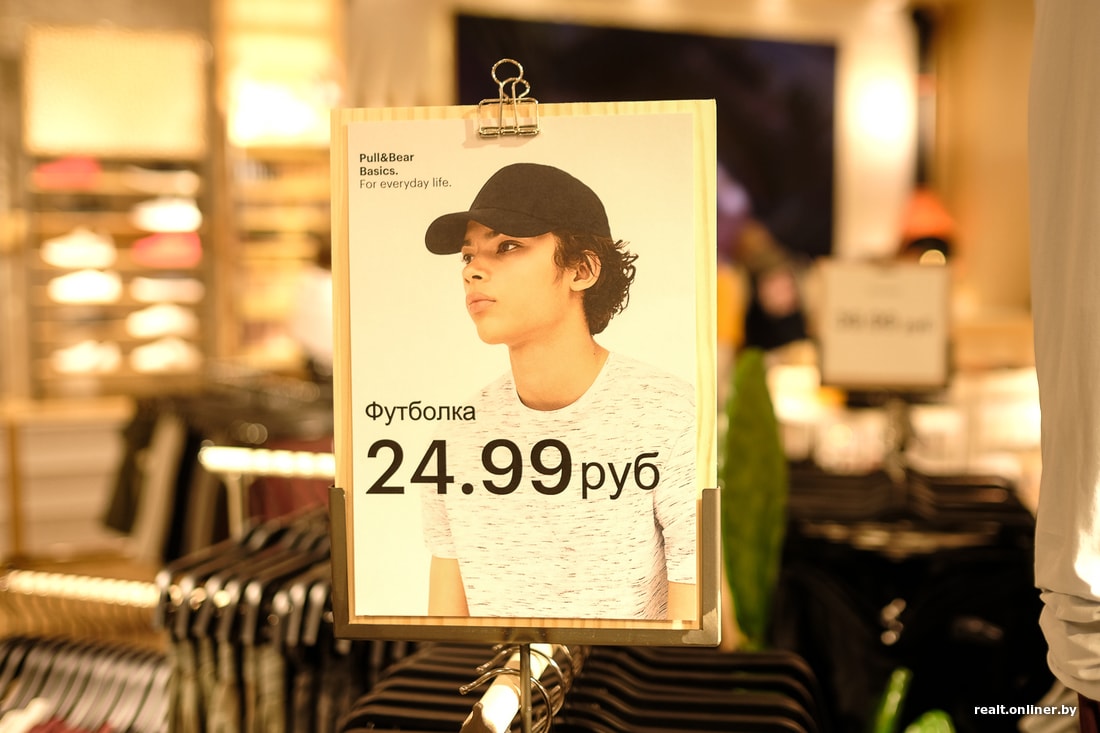 Pull&Bear
Basics.
For everyday life.
Футболка
24.99 руб
realt.onliner.by